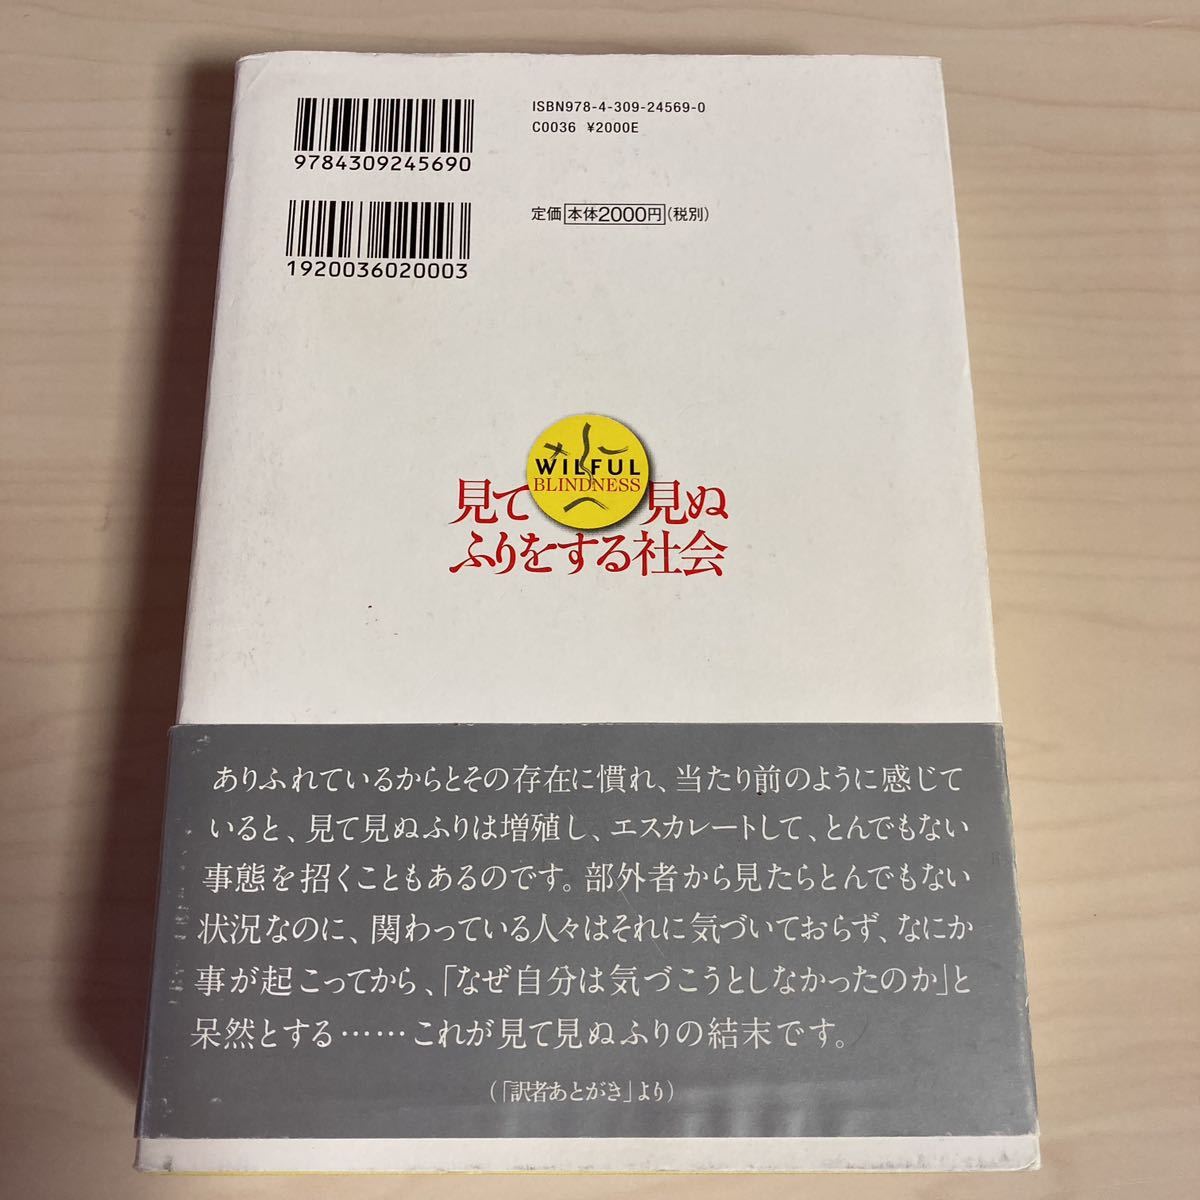 ISBN978-4-309-24569-0
C0036 ¥2000E
9784309245690
定価 本体2000円(税別)
1920036020003
WILFUL
BLINDNESS
見て見ぬ
ふりをする社会
ありふれているからとその存在に慣れ、当たり前のように感じて
いると、見て見ぬふりは増殖し、エスカレートして、とんでもない
事態を招くこともあるのです。部外者から見たらとんでもない
状況なのに、関わっている人々はそれに気づいておらず、なにか
事が起こってから、「なぜ自分は気づこうとしなかったのか」と
呆然とする……これが見て見ぬふりの結末です。
(「訳者あとがき」より)